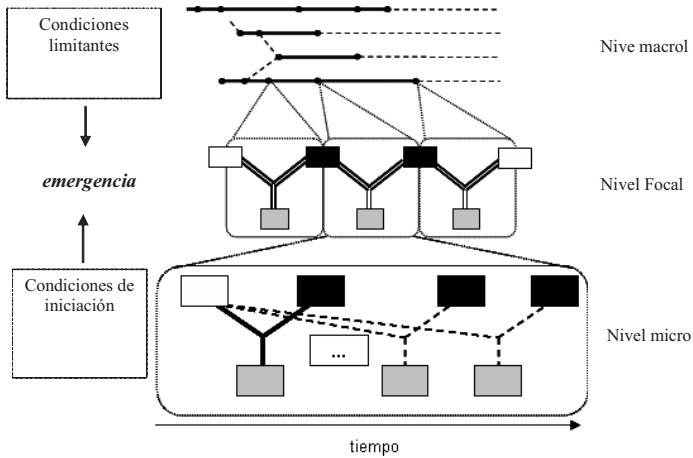 Condiciones
limitantes
Nive macrol
emergencia
Nivel Focal
Condiciones de
iniciación
Nivel micro
...
tiempo